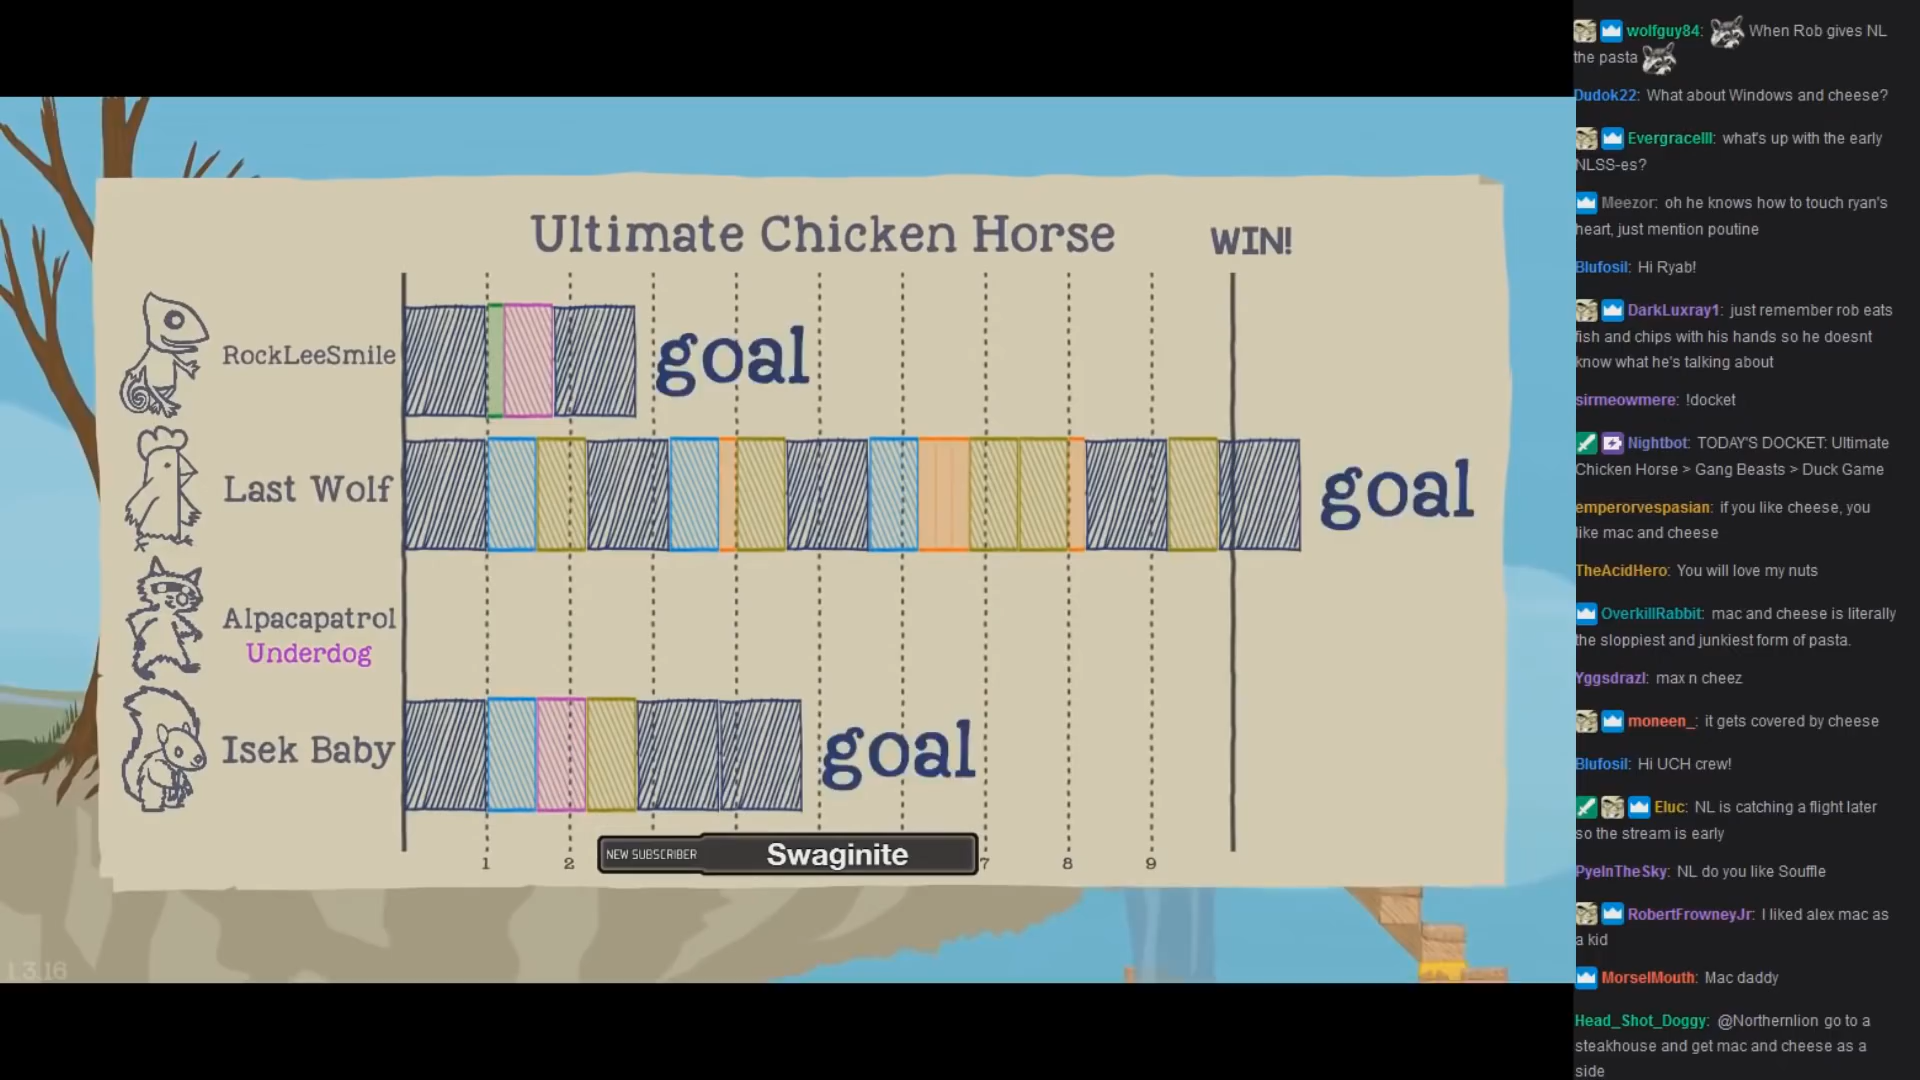 Ultimate Chicken Horse
WIN!
RockLeeSmile
goal
Last Wolf
goal
Alpacapatrol
Underdog
Isek Baby
goal
1
2
7
8
9
NEW SUBSCRIBER
Swaginite
1.3.16
wolfguy84: When Rob gives NL
the pasta
Dudok22: What about Windows and cheese?
Evergracelll: what's up with the early
NLSS-es?
Meezor: oh he knows how to touch ryan's
heart, just mention poutine
Blufosil: Hi Ryab!
DarkLuxray1: just remember rob eats
fish and chips with his hands so he doesnt
know what he's talking about
sirmeowmere: !docket
Nightbot: TODAY'S DOCKET: Ultimate
Chicken Horse > Gang Beasts > Duck Game
emperorvespasian: if you like cheese, you
like mac and cheese
TheAcidHero: You will love my nuts
OverkillRabbit: mac and cheese is literally
the sloppiest and junkiest form of pasta.
Yggsdrazl: max n cheez
moneen_: it gets covered by cheese
Blufosil: Hi UCH crew!
Eluc: NL is catching a flight later
so the stream is early
PyeInTheSky: NL do you like Souffle
RobertFrowneyJr: I liked alex mac as
a kid
MorselMouth: Mac daddy
Head_Shot_Doggy: @Northernlion go to a
steakhouse and get mac and cheese as a
side